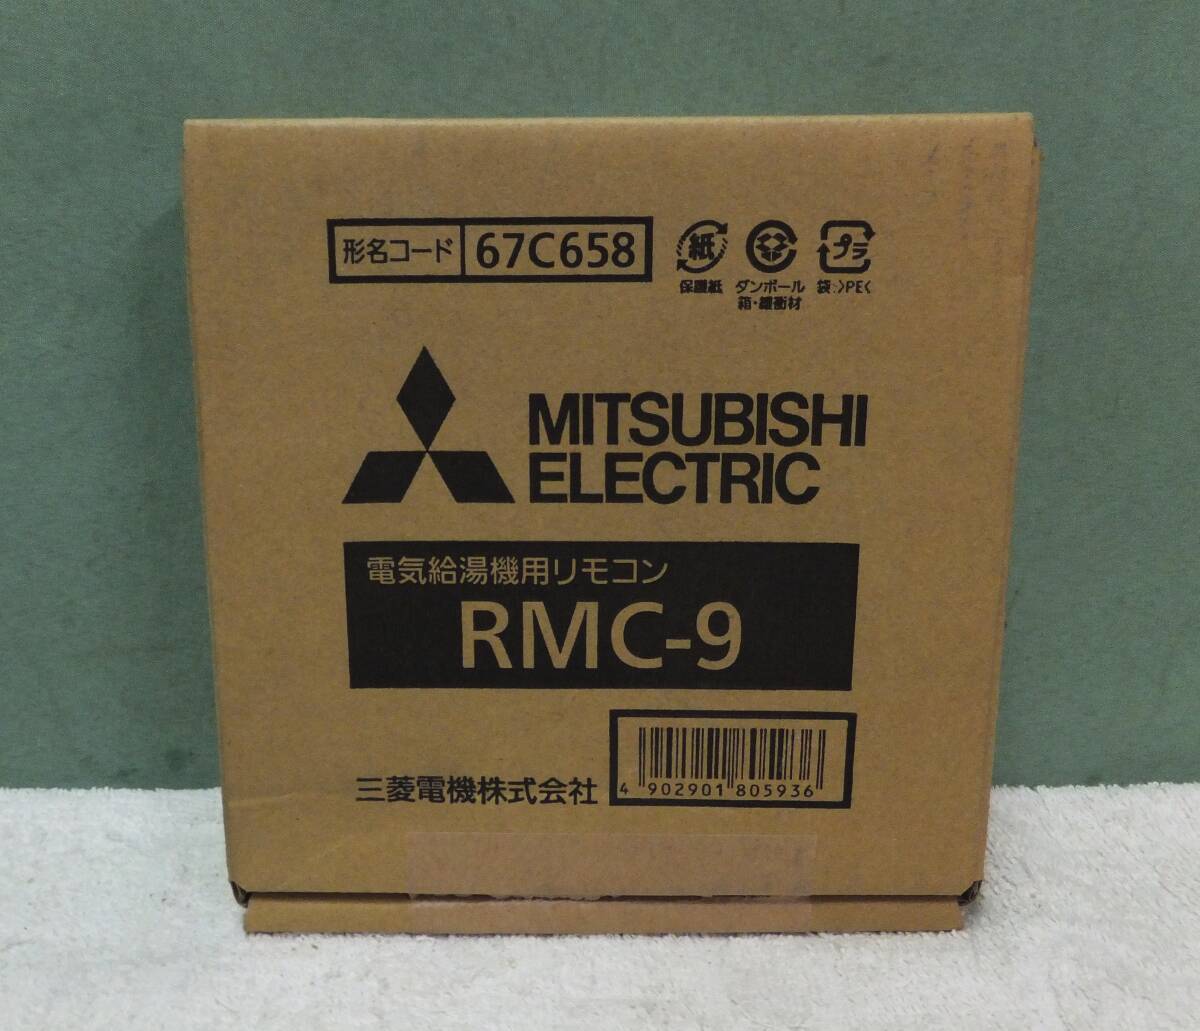 形名コード 67C658
紙 プラ
保護紙 ダンボール 袋:>PE<
箱・緩衝材
MITSUBISHI
ELECTRIC
電気給湯機用リモコン
RMC-9
三菱電機株式会社
4 902901 805936